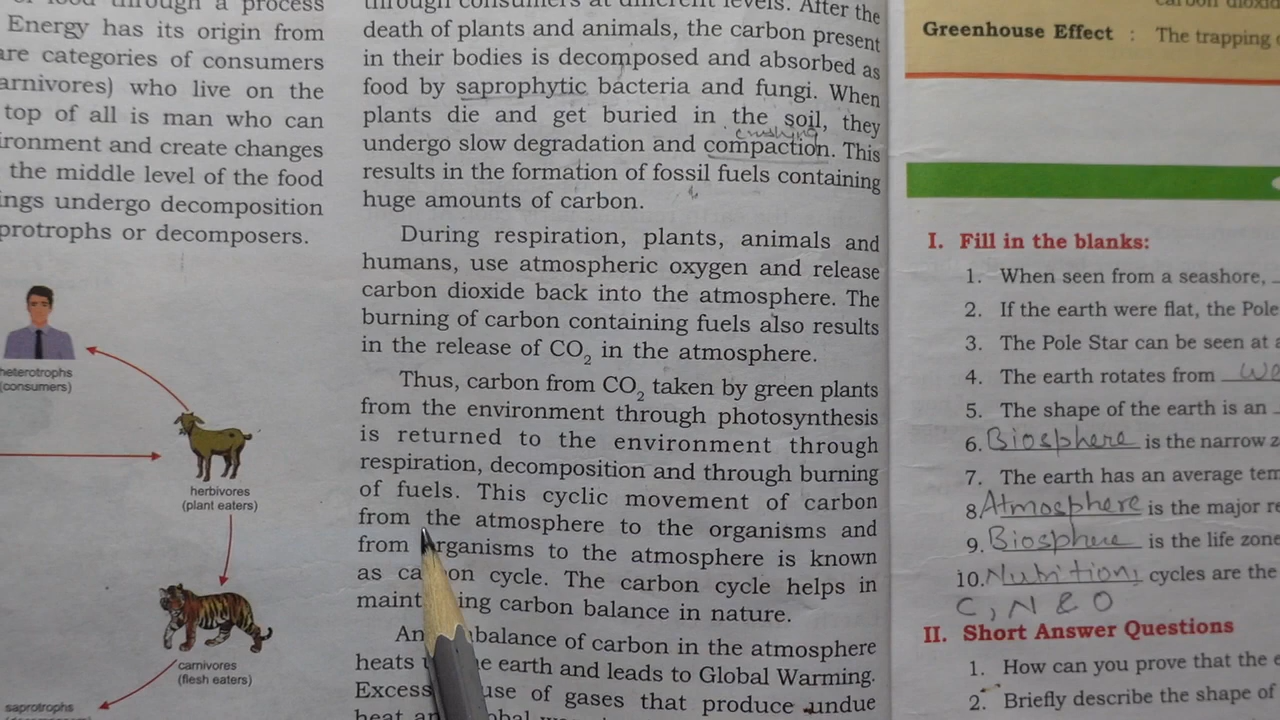 through a process
Energy has its origin from
are categories of consumers
arnivores) who live on the
top of all is man who can
ironment and create changes
the middle level of the food
ings undergo decomposition
protrophs or decomposers.
heterotrophs
(consumers)
herbivores
(plant eaters)
carnivores
(flesh eaters)
saprotrophs
through consumers at different levels. After the
death of plants and animals, the carbon present
in their bodies is decomposed and absorbed as
food by saprophytic bacteria and fungi. When
plants die and get buried in the soil, they
crushing
undergo slow degradation and compaction. This
results in the formation of fossil fuels containing
huge amounts of carbon.
During respiration, plants, animals and
humans, use atmospheric oxygen and release
carbon dioxide back into the atmosphere. The
burning of carbon containing fuels also results
in the release of CO₂ in the atmosphere.
Thus, carbon from CO₂ taken by green plants
from the environment through photosynthesis
is returned to the environment through
respiration, decomposition and through burning
of fuels. This cyclic movement of carbon
from the atmosphere to the organisms and
from organisms to the atmosphere is known
as carbon cycle. The carbon cycle helps in
maintaining carbon balance in nature.
An imbalance of carbon in the atmosphere
heats the earth and leads to Global Warming.
Excess use of gases that produce undue
heat
Greenhouse Effect : The trapping
I. Fill in the blanks:
1. When seen from a seashore,
2. If the earth were flat, the Pole
3. The Pole Star can be seen at
4. The earth rotates from We
5. The shape of the earth is an
6. Biosphere is the narrow
7. The earth has an average
8. Atmosphere is the major
9. Biosphere is the life zone
10. Nutrition, cycles are the
C, N & O
II. Short Answer Questions
1. How can you prove that the
2. Briefly describe the shape of